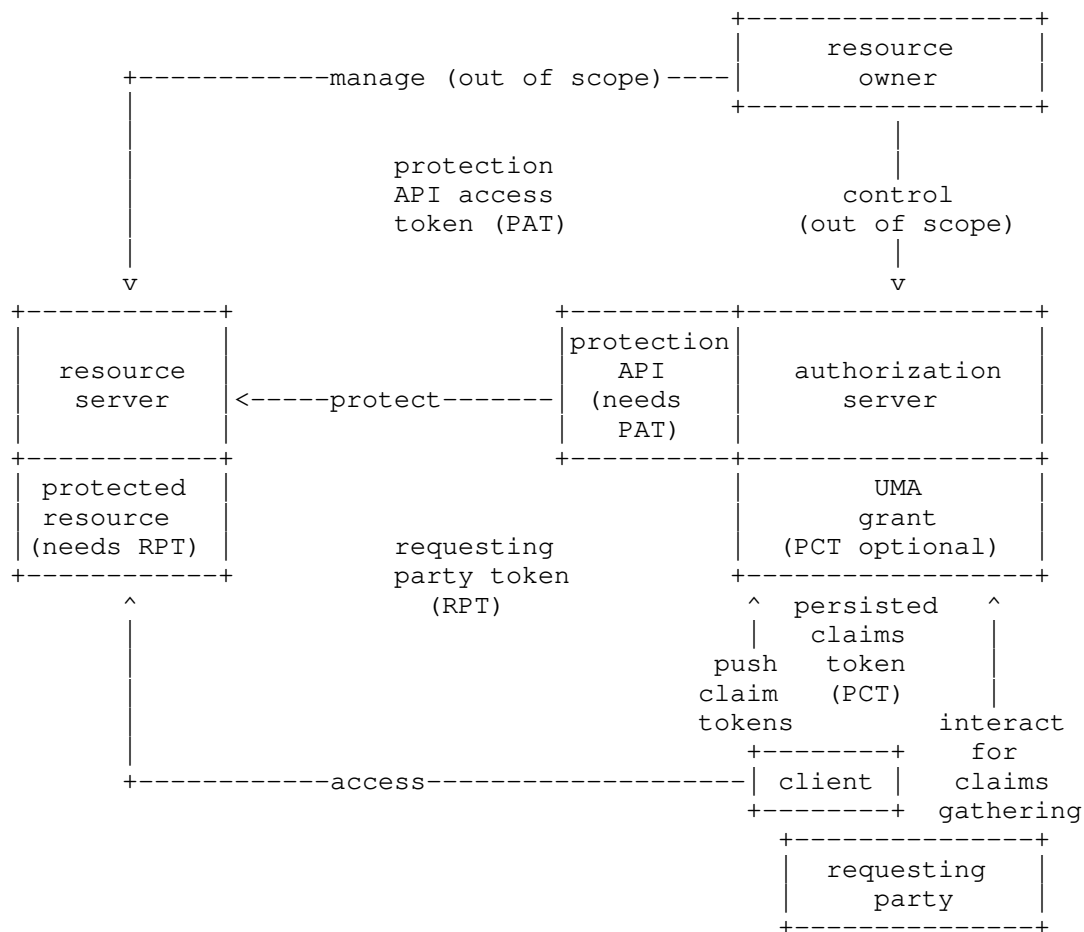 resource
manage (out of scope)
owner
protection
API access
token (PAT)
control
(out of scope)
v
v
protection
API
(needs
PAT)
resource
server
<-----protect-------
authorization
server
protected
resource
(needs RPT)
UMA
grant
(PCT optional)
requesting
party token
(RPT)
persisted
claims
token
(PCT)
push
claim
tokens
interact
for
claims
gathering
access
client
requesting
party